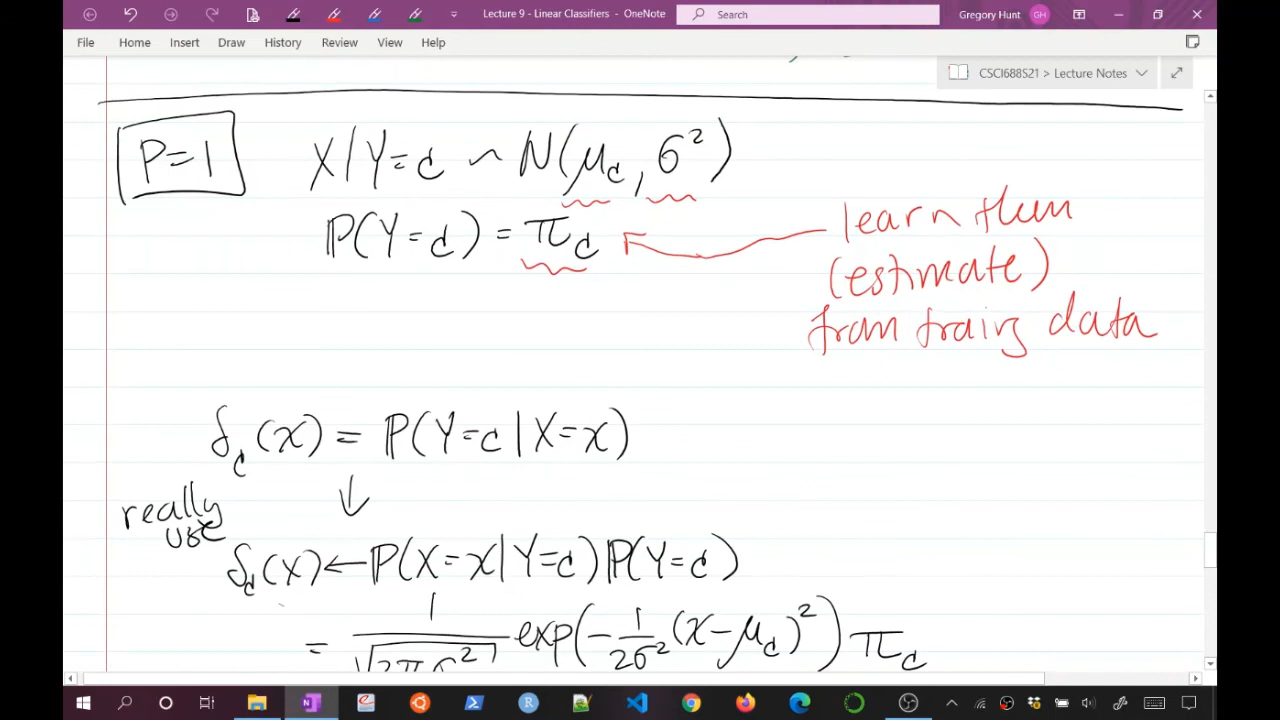 Lecture 9 - Linear Classifiers - OneNote
Search
Gregory Hunt
GH
File Home Insert Draw History Review View Help
CSCI688S21 > Lecture Notes
P=1 X|Y=c ~ N(μc, σ²)
P(Y=c) = πc
learn them
(estimate)
from traing data
δc(x) = P(Y=c|X=x)
↓
really
use
δc(x) ← P(X=x|Y=c)P(Y=c)
= 1/√(2πσ²) exp(-1/2σ² (x-μc)²) πc